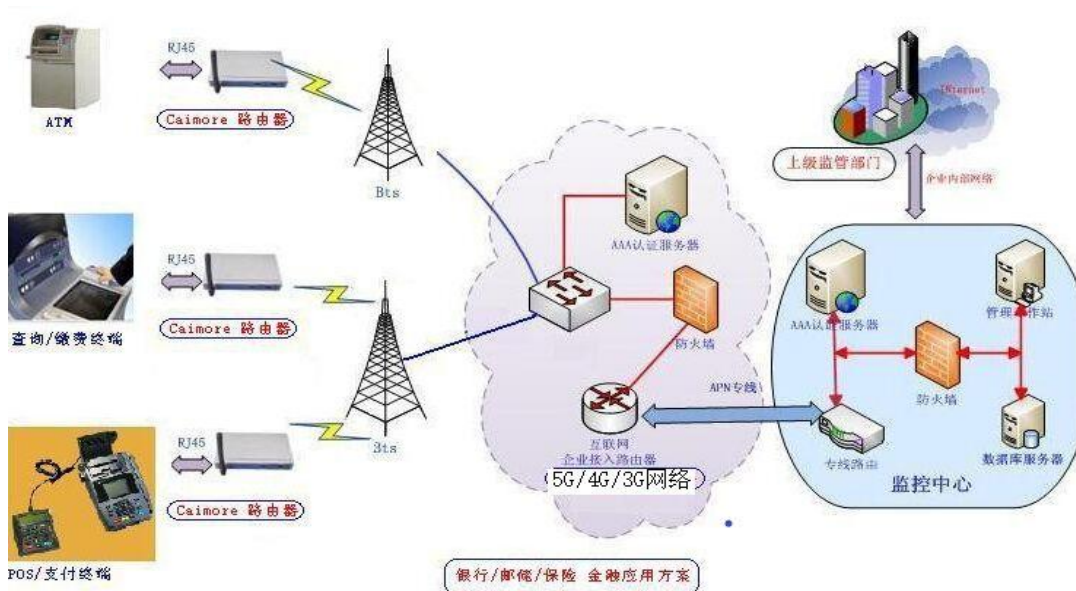 RJ45
ATM
Caimore 路由器
Bts
RJ45
查询/缴费终端
Caimore 路由器
RJ45
3ts
Caimore 路由器
POS/支付终端
AAA认证服务器
防火墙
APN专线
互联网
企业接入路由器
5G/4G/3G网络
INternet
上级监管部门
企业内部网络
AAA认证服务器
管理工作站
防火墙
专线路由
数据库服务器
监控中心
银行/邮储/保险 金融应用方案